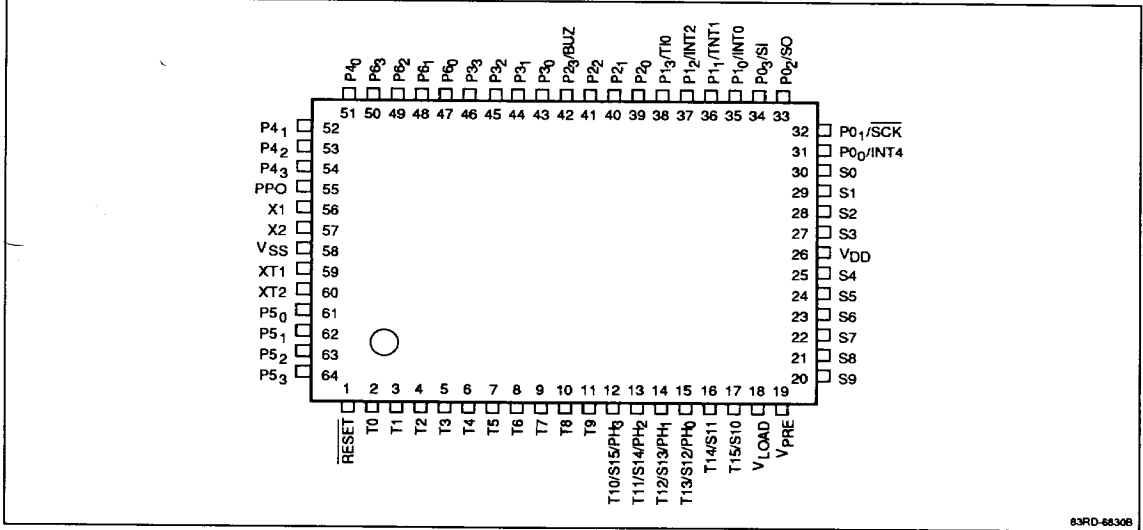 P4₀ P6₃ P6₂ P6₁ P6₀ P3₃ P3₂ P3₁ P3₀ P2₃/BUZ P2₂ P2₁ P2₀ P1₃/TI0 P1₂/INT2 P1₁/TNT1 P1₀/INT0 P0₃/SI P0₂/SO
51 50 49 48 47 46 45 44 43 42 41 40 39 38 37 36 35 34 33
P4₁ 52
P4₂ 53
P4₃ 54
PPO 55
X1 56
X2 57
VSS 58
XT1 59
XT2 60
P5₀ 61
P5₁ 62
P5₂ 63
P5₃ 64
32 P0₁/S̅C̅K̅
31 P0₀/INT4
30 S0
29 S1
28 S2
27 S3
26 VDD
25 S4
24 S5
23 S6
22 S7
21 S8
20 S9
1 2 3 4 5 6 7 8 9 10 11 12 13 14 15 16 17 18 19
R̅E̅S̅E̅T̅ T0 T1 T2 T3 T4 T5 T6 T7 T8 T9 T10/S15/PH₃ T11/S14/PH₂ T12/S13/PH₁ T13/S12/PH₀ T14/S11 T15/S10 VLOAD VPRE
83RD-6830B